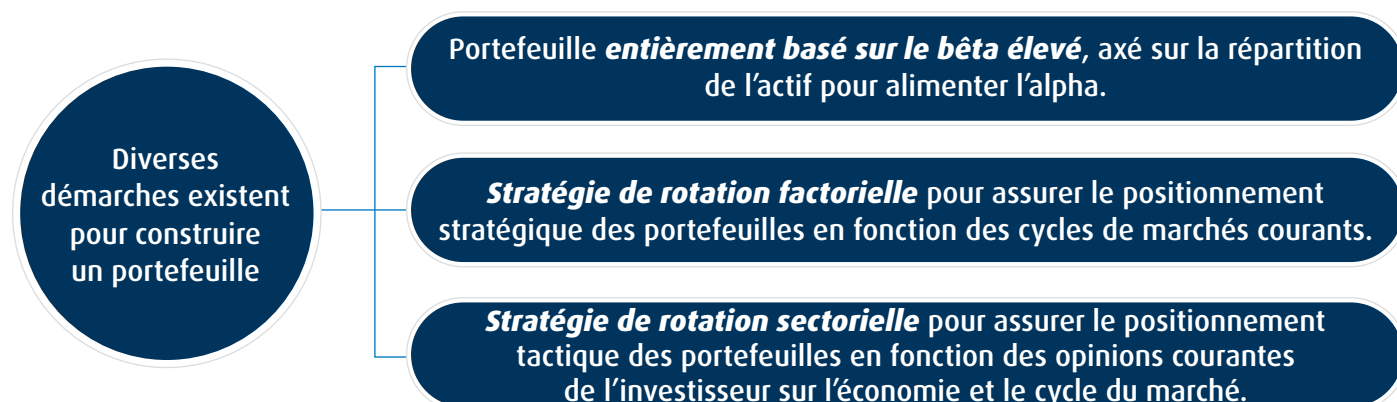 Diverses
démarches existent
pour construire
un portefeuille
Portefeuille entièrement basé sur le bêta élevé, axé sur la répartition
de l’actif pour alimenter l’alpha.
Stratégie de rotation factorielle pour assurer le positionnement
stratégique des portefeuilles en fonction des cycles de marchés courants.
Stratégie de rotation sectorielle pour assurer le positionnement
tactique des portefeuilles en fonction des opinions courantes
de l’investisseur sur l’économie et le cycle du marché.